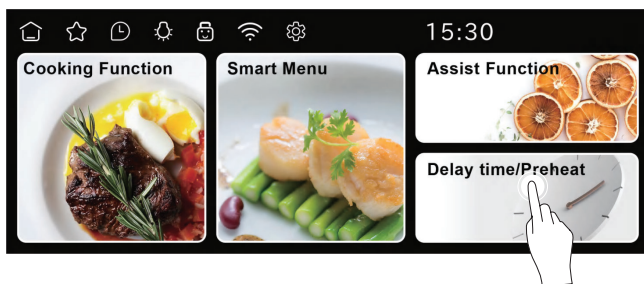 15:30
Cooking Function
Smart Menu
Assist Function
Delay time/Preheat